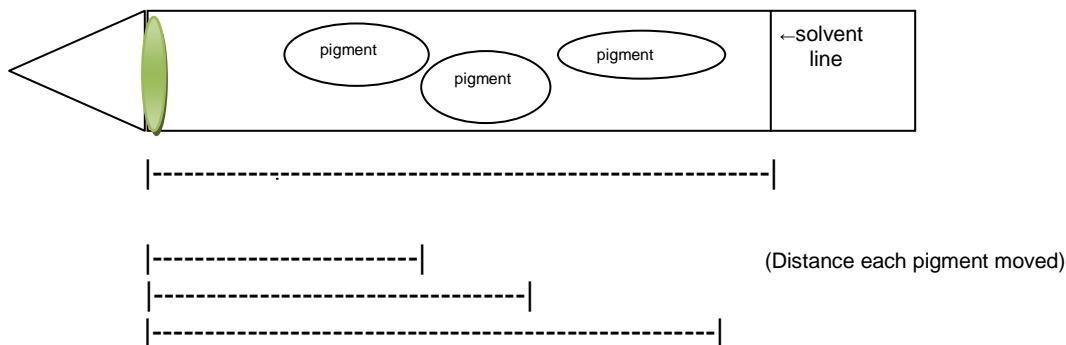 pigment
pigment
pigment
←solvent
line
(Distance each pigment moved)